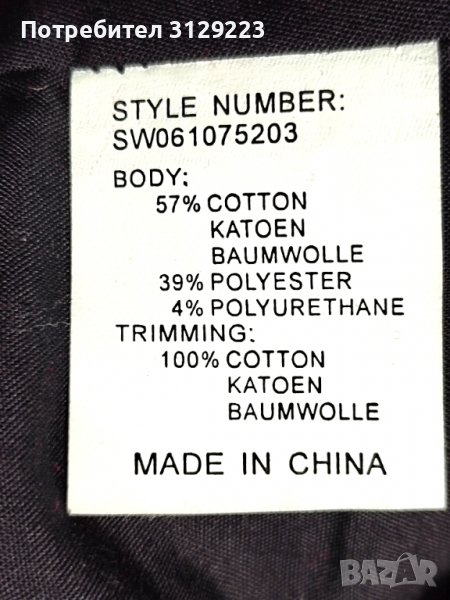 Потребител 3129223
STYLE NUMBER:
SW061075203
BODY:
57% COTTON
KATOEN
BAUMWOLLE
39% POLYESTER
4% POLYURETHANE
TRIMMING:
100% COTTON
KATOEN
BAUMWOLLE
MADE IN CHINA
BAZAR